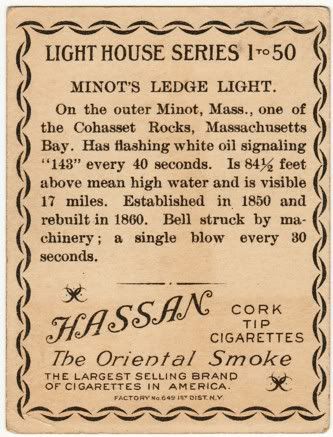 LIGHT HOUSE SERIES 1 TO 50
MINOT'S LEDGE LIGHT.
On the outer Minot, Mass., one of
the Cohasset Rocks, Massachusetts
Bay. Has flashing white oil signaling
"143" every 40 seconds. Is 84½ feet
above mean high water and is visible
17 miles. Established in 1850 and
rebuilt in 1860. Bell struck by ma-
chinery; a single blow every 30
seconds.
HASSAN
CORK
TIP
CIGARETTES
The Oriental Smoke
THE LARGEST SELLING BRAND
OF CIGARETTES IN AMERICA.
FACTORY No. 649 1ST DIST. N.Y.